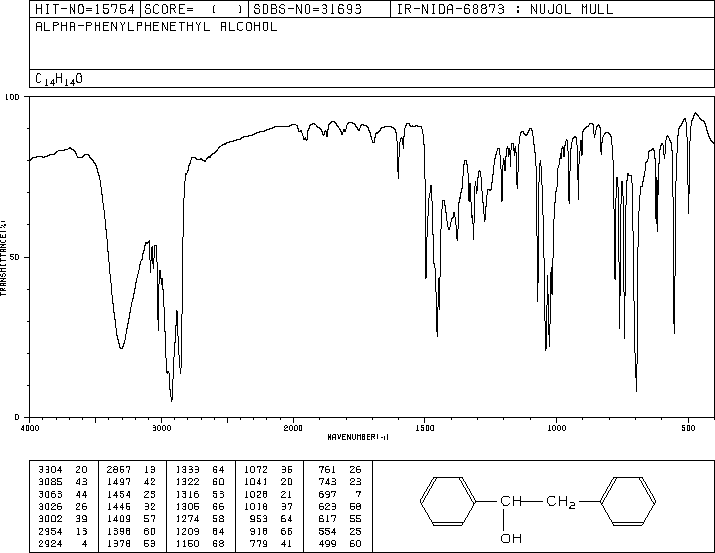 HIT-NO=15754 SCORE= ( ) SDBS-NO=31693 IR-NIDA-68873 : NUJOL MULL
ALPHA-PHENYLPHENETHYL ALCOHOL
C14H14O
100
50
0
TRANSMITTANCE(%)
4000 3000 2000 1500 1000 500
WAVENUMBER(-1)
3304 20 2867 13 1333 64 1072 35 761 26
3085 43 1497 42 1322 60 1041 20 743 23
3063 44 1454 25 1316 53 1028 21 697 7
3026 26 1446 32 1305 66 1018 37 623 58
3002 39 1409 57 1274 58 953 64 617 55
2954 13 1398 60 1209 64 918 66 554 25
2924 4 1378 53 1150 68 779 41 499 60
CH CH2
OH